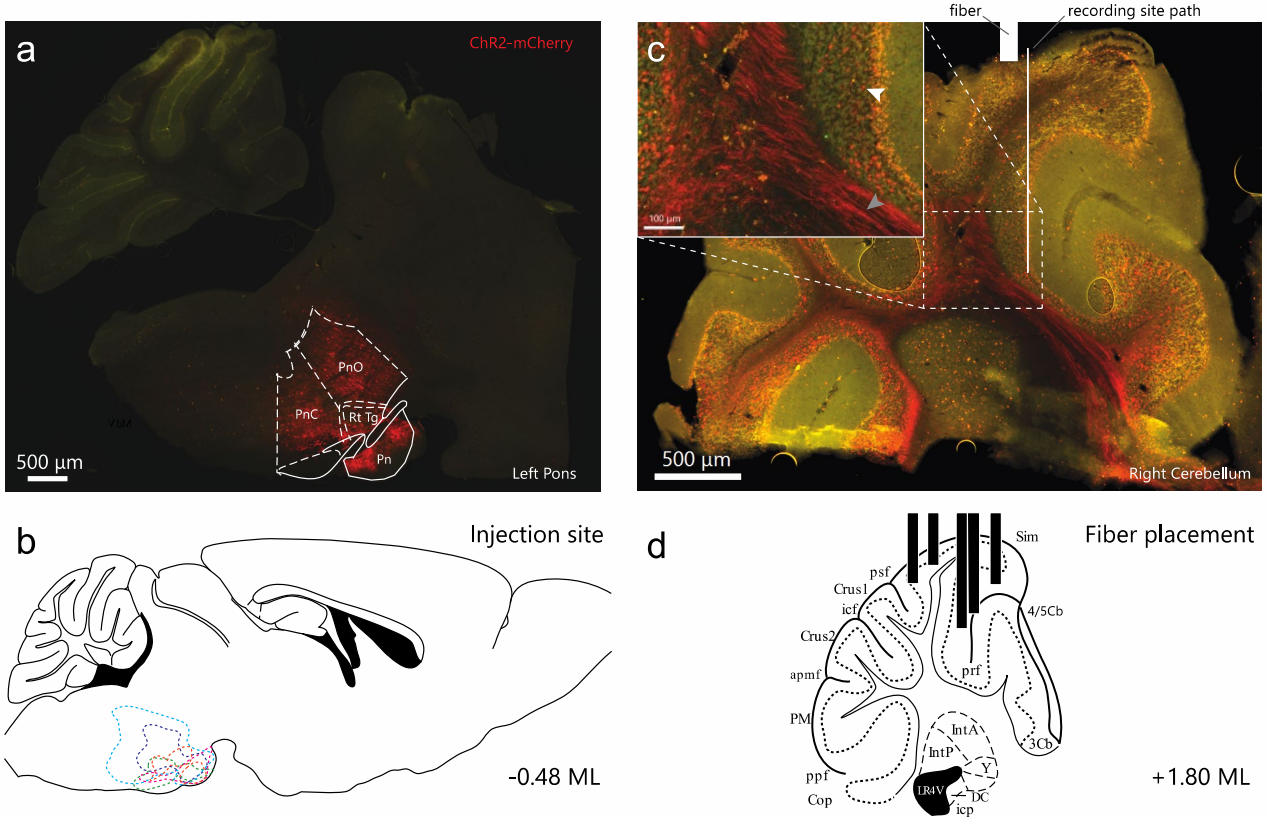 a
ChR2-mCherry
PnO
PnC
Rt Tg
Pn
500 µm
Left Pons
fiber
recording site path
c
100 µm
500 µm
Right Cerebellum
b
Injection site
-0.48 ML
d
Fiber placement
Sim
psf
Crus1
icf
4/5Cb
Crus2
prf
apmf
PM
IntA
IntP
3Cb
Y
ppf
LR4V
DC
Cop
icp
+1.80 ML